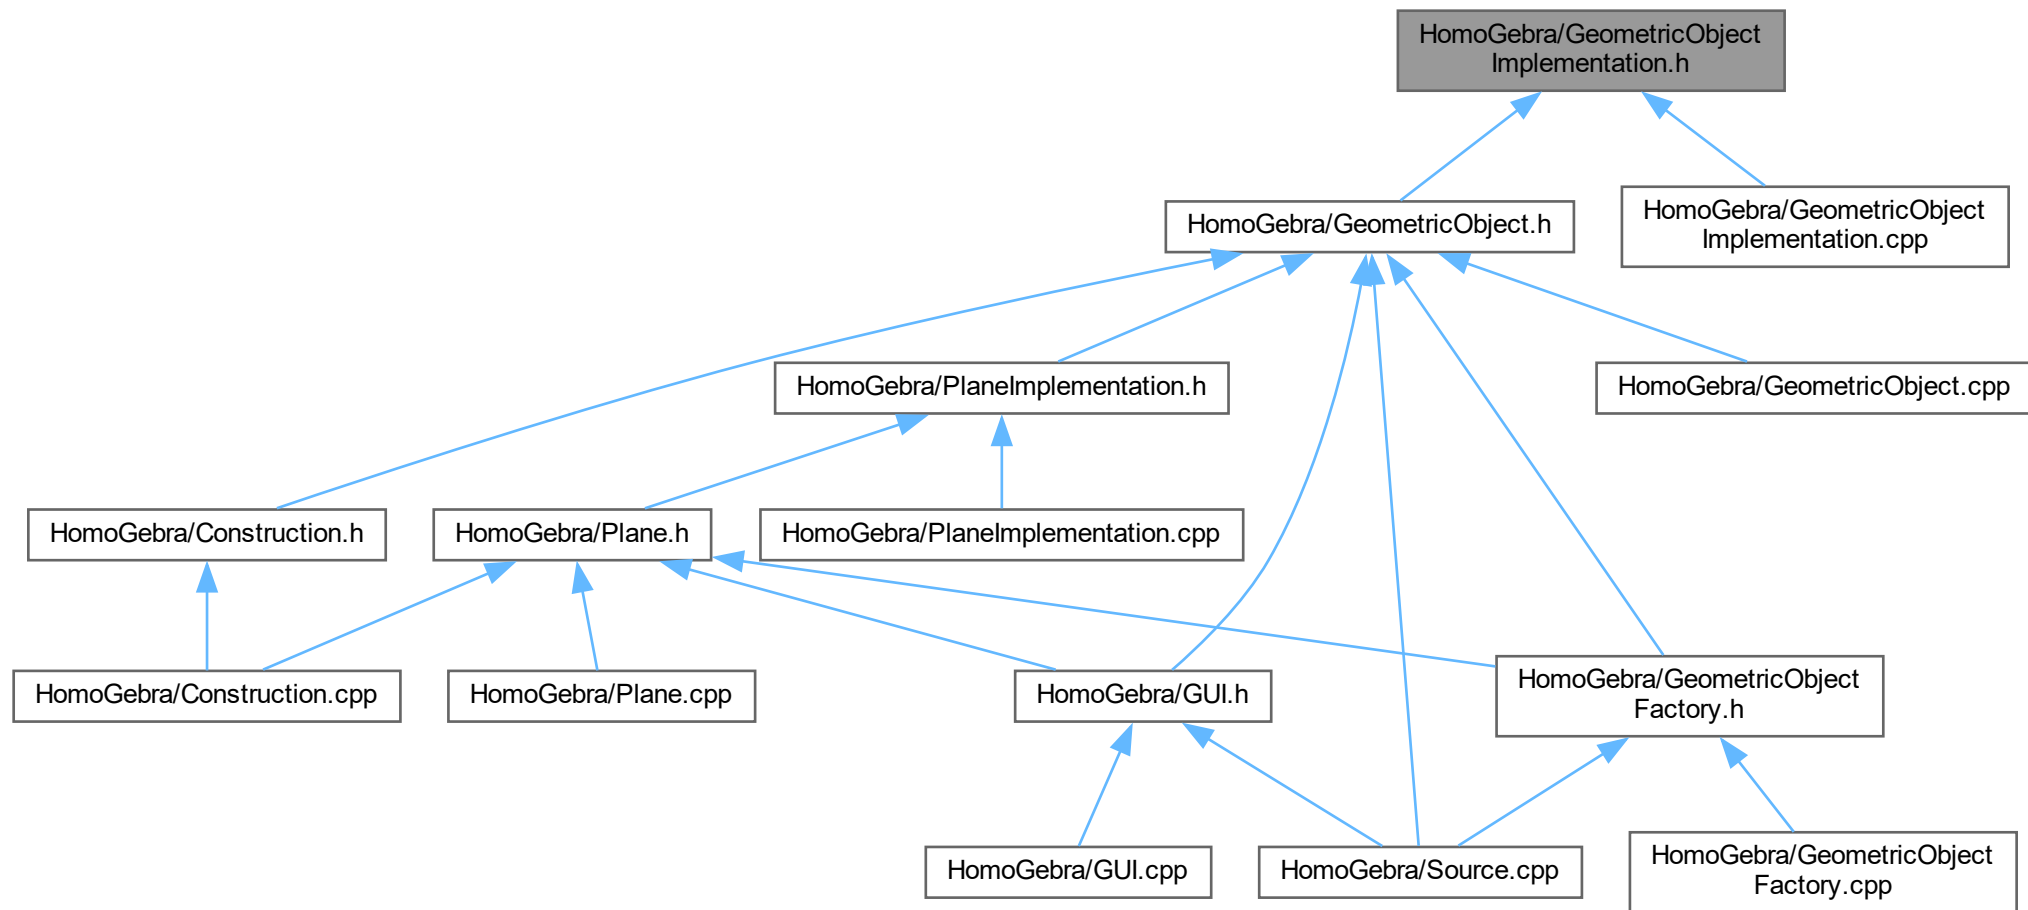 HomoGebra/GeometricObject
Implementation.h
HomoGebra/GeometricObject.h
HomoGebra/GeometricObject
Implementation.cpp
HomoGebra/PlaneImplementation.h
HomoGebra/GeometricObject.cpp
HomoGebra/Construction.h
HomoGebra/Plane.h
HomoGebra/PlaneImplementation.cpp
HomoGebra/Construction.cpp
HomoGebra/Plane.cpp
HomoGebra/GUI.h
HomoGebra/GeometricObject
Factory.h
HomoGebra/GUI.cpp
HomoGebra/Source.cpp
HomoGebra/GeometricObject
Factory.cpp